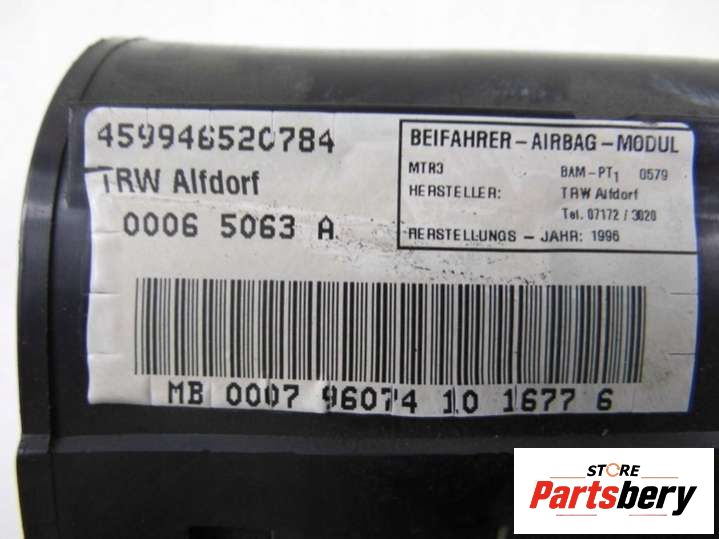 459946520784
TRW Alfdorf
0006 5063 A
BEIFAHRER-AIRBAG-MODUL
MTR3 BAM-PT1 0579
HERSTELLER: TRW Alfdorf
Tel. 07172 / 3020
HERSTELLUNGS - JAHR: 1996
MB 0007 96074 10 1677 6
STORE
Partsbery